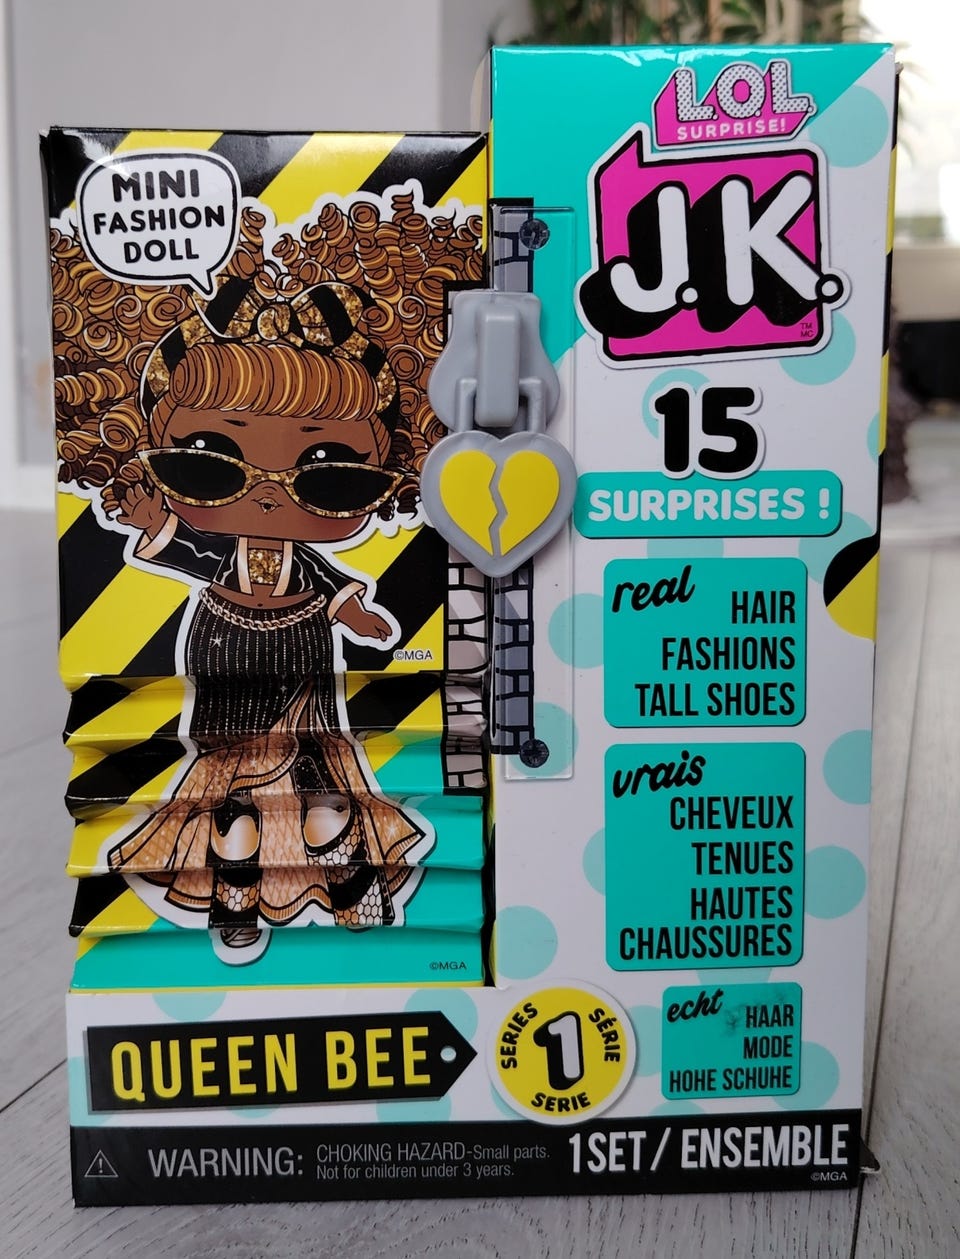 MINI
FASHION
DOLL
©MGA
©MGA
L.O.L.
SURPRISE!
J.K.
TM
MC
15
SURPRISES !
real
HAIR
FASHIONS
TALL SHOES
vrais
CHEVEUX
TENUES
HAUTES
CHAUSSURES
echt
HAAR
MODE
HOHE SCHUHE
QUEEN BEE
SERIES
SÉRIE
1
SERIE
WARNING:
CHOKING HAZARD-Small parts.
Not for children under 3 years.
1SET / ENSEMBLE
©MGA